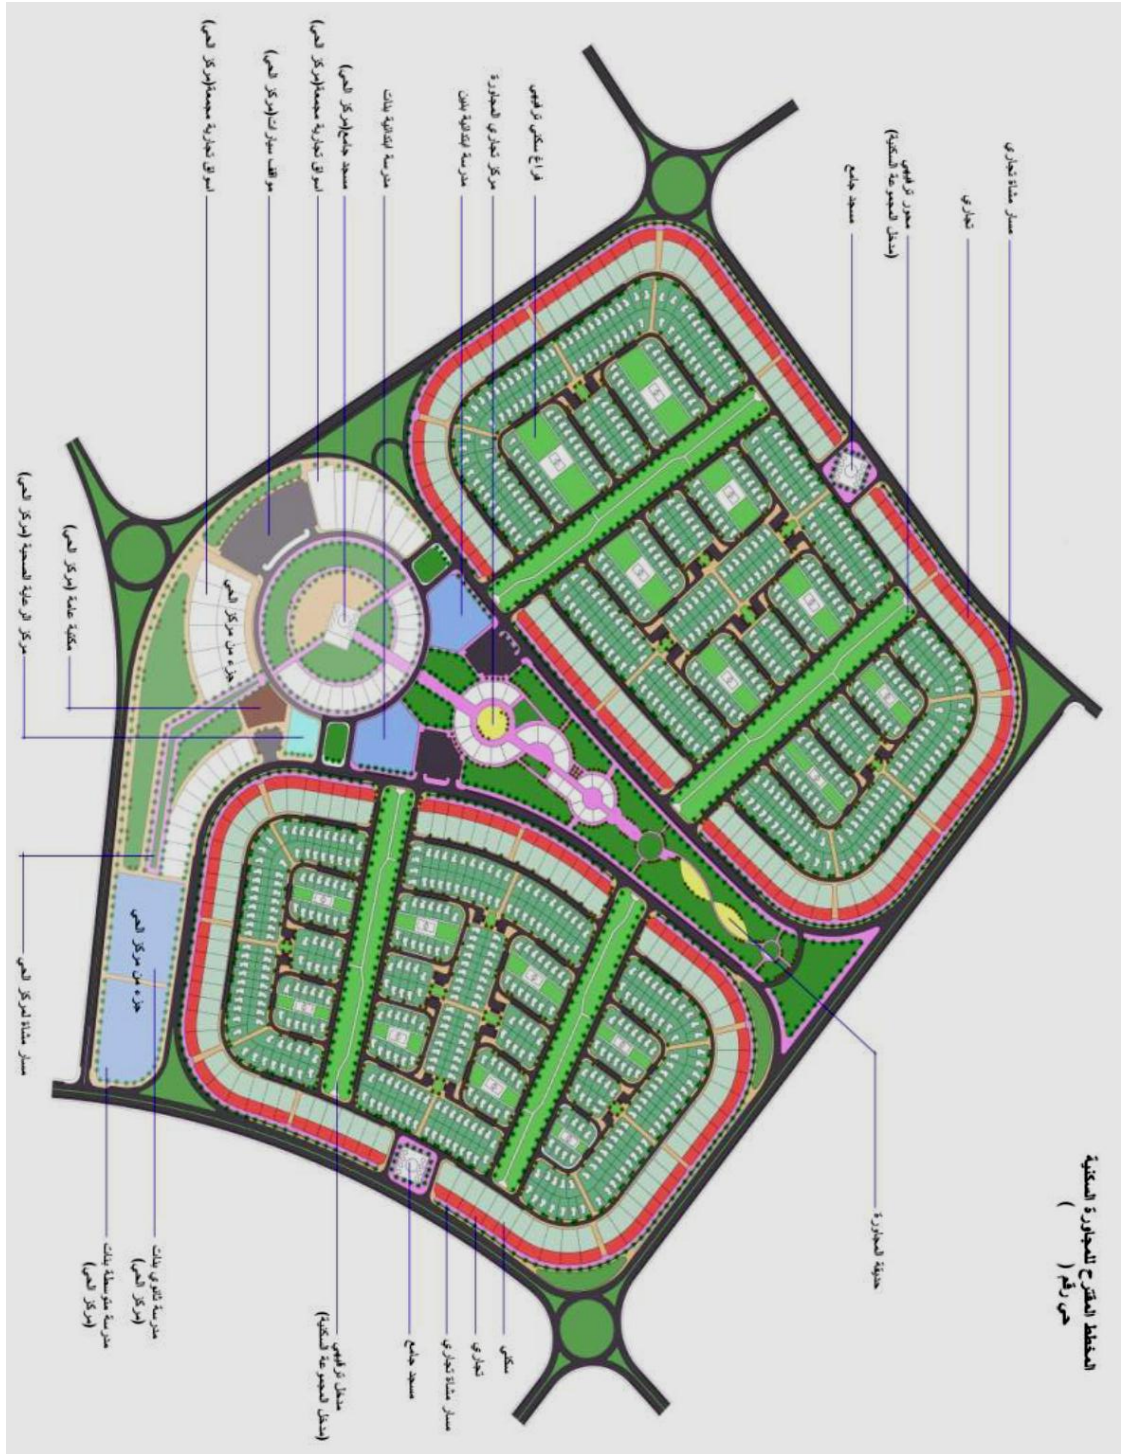 المخطط المقترح للمجاورة السكنية
( حي رقم )
مسار مشاة تجاري
تجاري
محور ترفيهي
(مدخل المجموعة السكنية)
مسجد جامع
فراغ سكني ترفيهي
مركز تجاري المجاورة
مدرسة ابتدائية بنين
مدرسة ابتدائية بنات
مسجد جامع(مركز الحي)
اسواق تجارية مجمعة(مركز الحي)
مواقف سيارات(مركز الحي)
اسواق تجارية مجمعة(مركز الحي)
حديقة المجاورة
جزء من مركز الحي
جزء من مركز الحي
مركز الرعاية الصحية (مركز الحي)
مكتبة عامة (مركز الحي)
مسار مشاة لمركز الحي
سكني
تجاري
مسار مشاة تجاري
مسجد جامع
مدخل ترفيهي
(مدخل المجموعة السكنية)
مدرسة ثانوي بنات
(مركز الحي)
مدرسة متوسطة بنات
(مركز الحي)